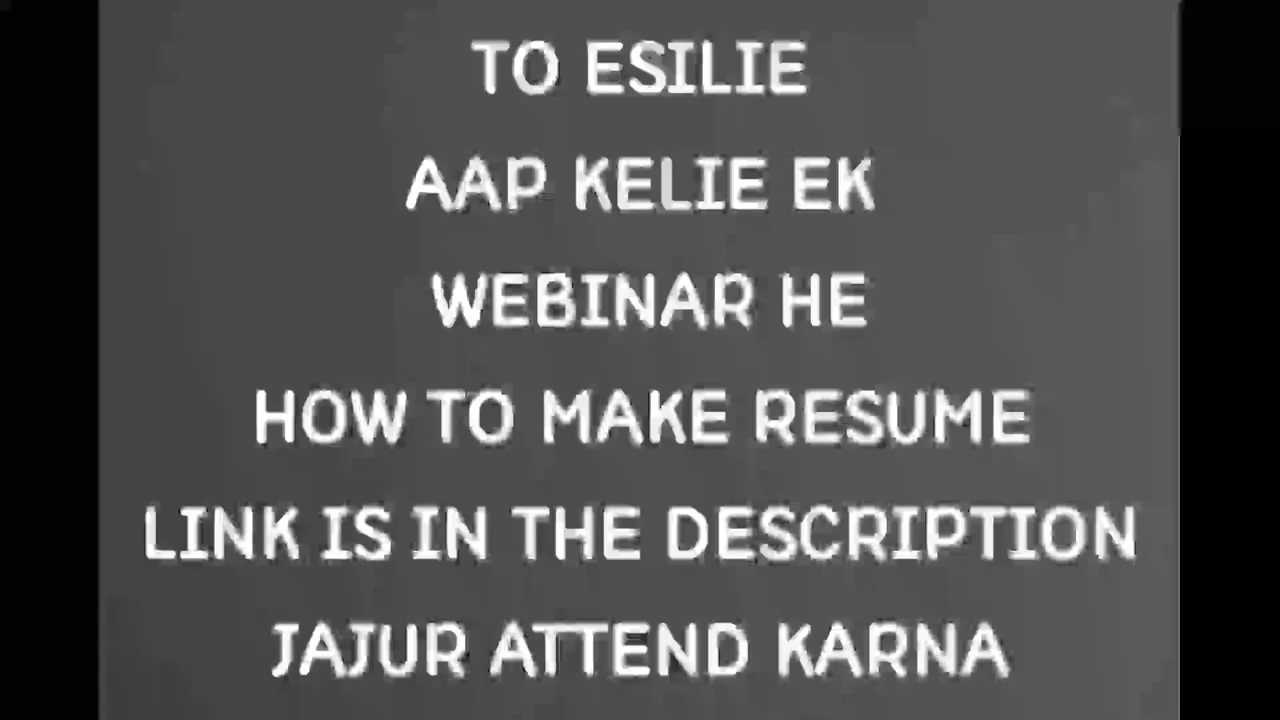 TO ESILIE
AAP KELIE EK
WEBINAR HE
HOW TO MAKE RESUME
LINK IS IN THE DESCRIPTION
JAJUR ATTEND KARNA